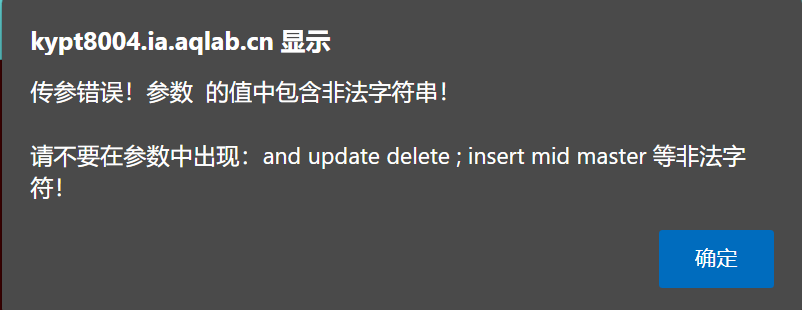 kypt8004.ia.aqlab.cn 显示
传参错误！参数  的值中包含非法字符串！
请不要在参数中出现：and update delete ; insert mid master 等非法字
符！
确定